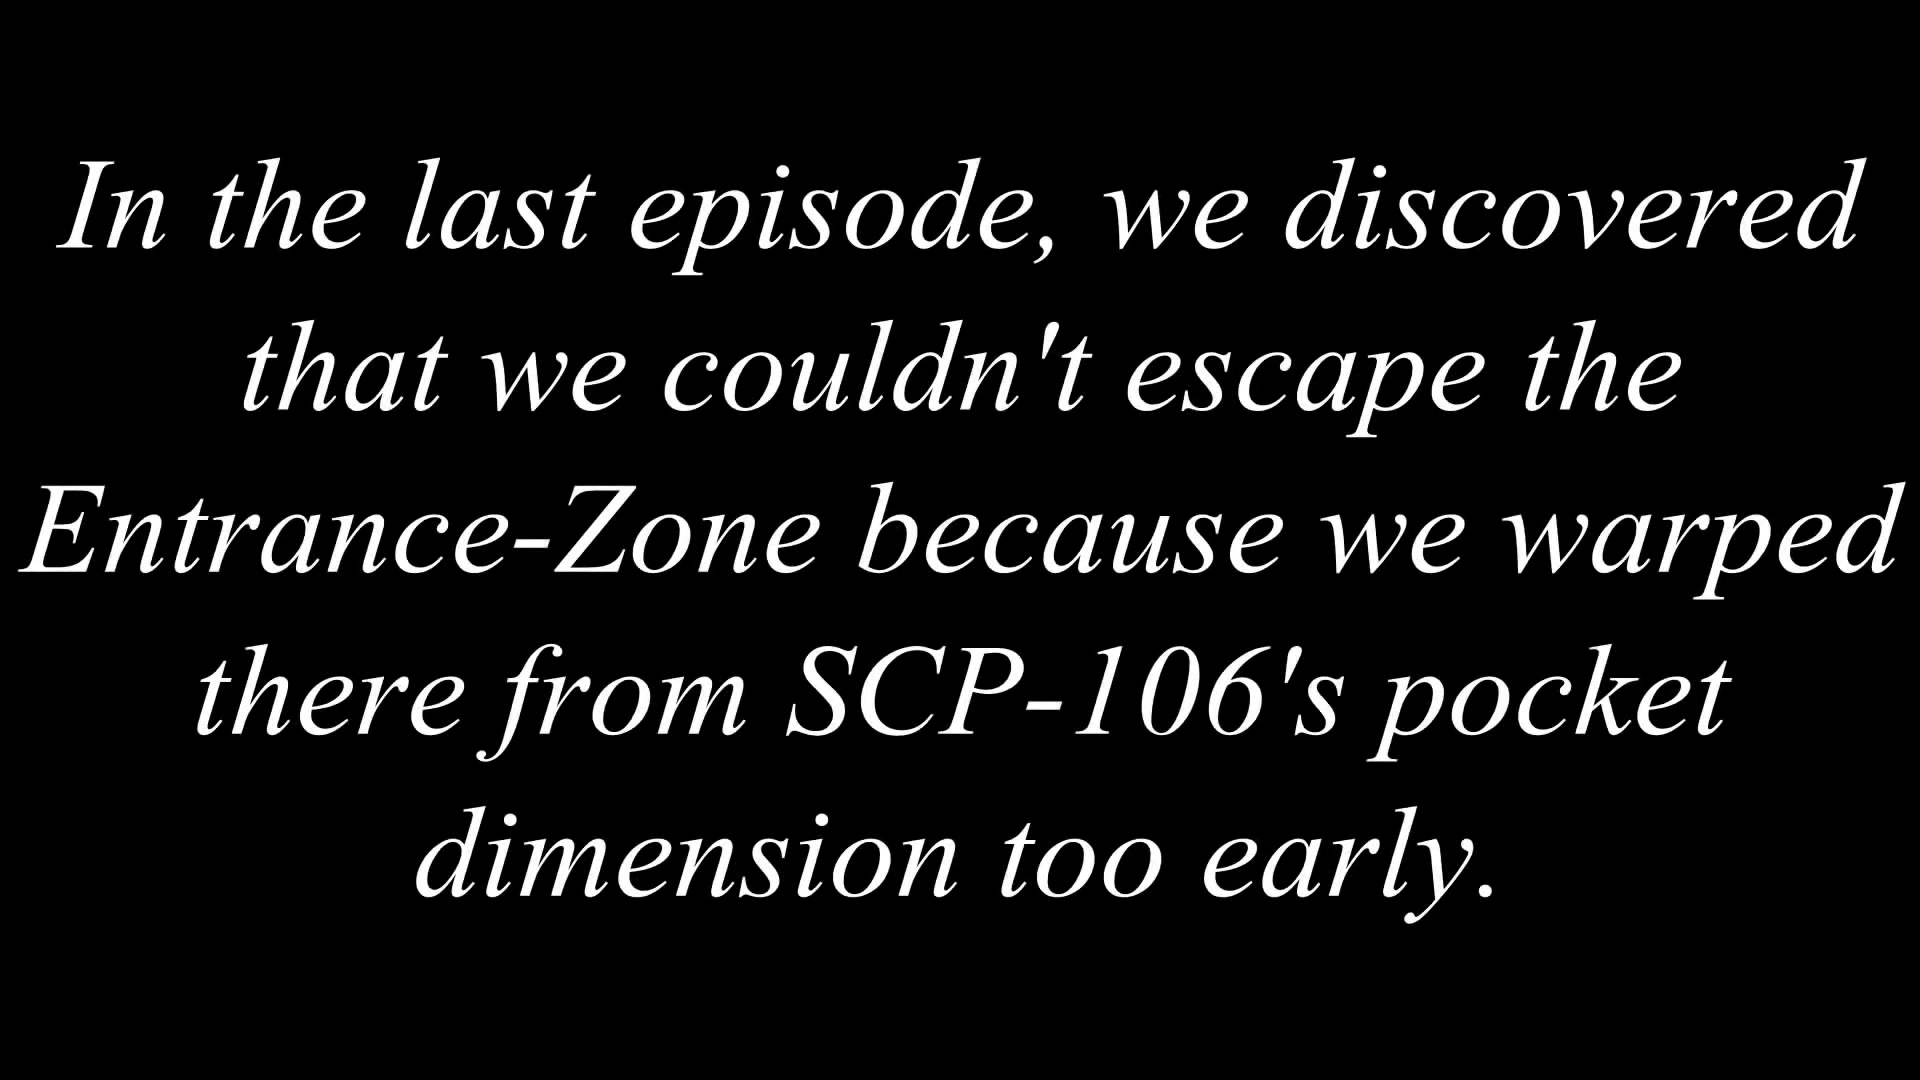 In the last episode, we discovered
that we couldn't escape the
Entrance-Zone because we warped
there from SCP-106's pocket
dimension too early.